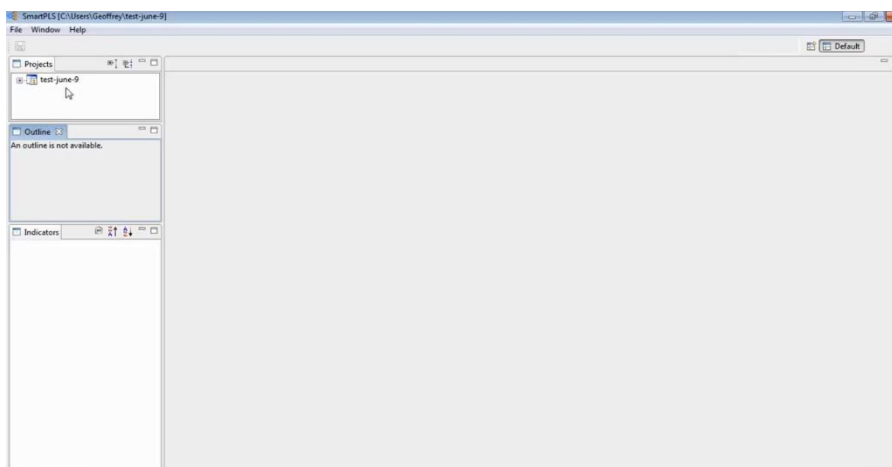 SmartPLS [C:\Users\Geoffrey\test-june-9]
File Window Help
Default
Projects
test-june-9
Outline
An outline is not available.
Indicators